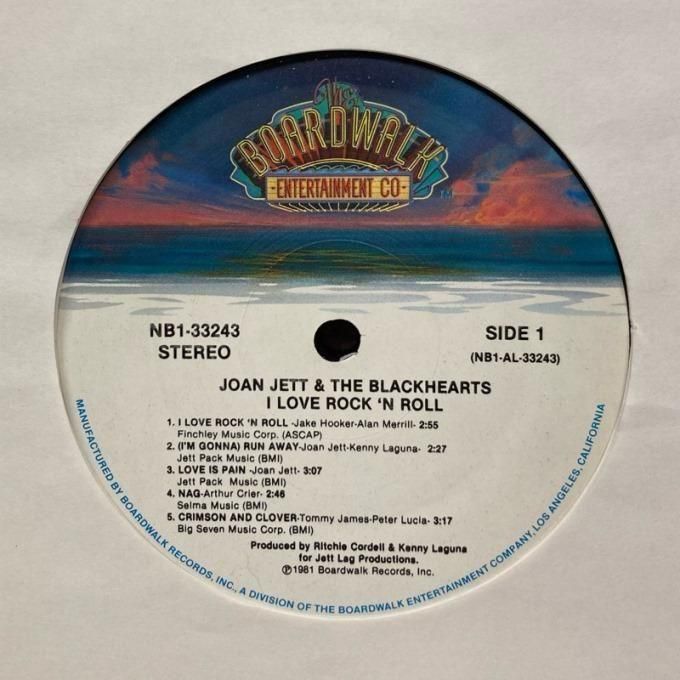 The
BOARDWALK
-ENTERTAINMENT CO-
TM
NB1-33243
STEREO
SIDE 1
(NB1-AL-33243)
JOAN JETT & THE BLACKHEARTS
I LOVE ROCK 'N ROLL
1. I LOVE ROCK 'N ROLL -Jake Hooker-Alan Merrill- 2:55
Finchley Music Corp. (ASCAP)
2. (I'M GONNA) RUN AWAY-Joan Jett-Kenny Laguna- 2:27
Jett Pack Music (BMI)
3. LOVE IS PAIN -Joan Jett- 3:07
Jett Pack Music (BMI)
4. NAG-Arthur Crier- 2:46
Selma Music (BMI)
5. CRIMSON AND CLOVER-Tommy James-Peter Lucia- 3:17
Big Seven Music Corp. (BMI)
Produced by Ritchie Cordell & Kenny Laguna
for Jett Lag Productions.
℗1981 Boardwalk Records, Inc.
MANUFACTURED BY BOARDWALK RECORDS, INC., A DIVISION OF THE BOARDWALK ENTERTAINMENT COMPANY, LOS ANGELES, CALIFORNIA